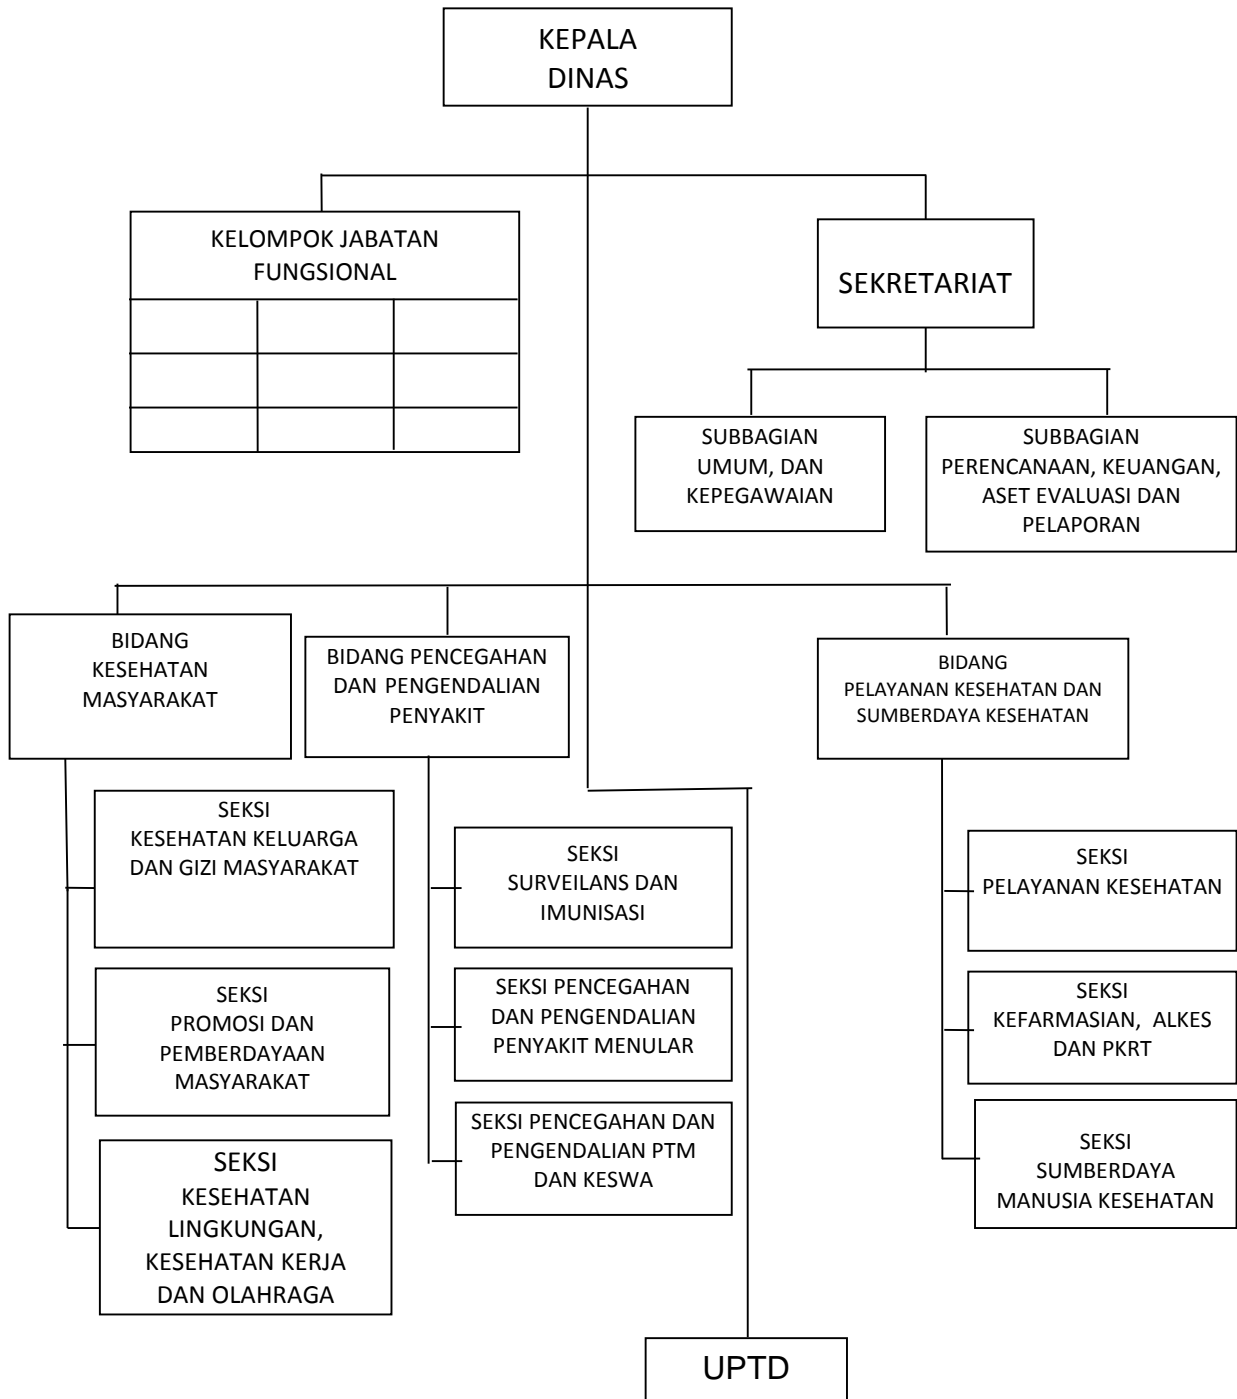 KEPALA
DINAS
KELOMPOK JABATAN
FUNGSIONAL
SEKRETARIAT
SUBBAGIAN
UMUM, DAN
KEPEGAWAIAN
SUBBAGIAN
PERENCANAAN, KEUANGAN,
ASET EVALUASI DAN
PELAPORAN
BIDANG
KESEHATAN
MASYARAKAT
BIDANG PENCEGAHAN
DAN PENGENDALIAN
PENYAKIT
BIDANG
PELAYANAN KESEHATAN DAN
SUMBERDAYA KESEHATAN
SEKSI
KESEHATAN KELUARGA
DAN GIZI MASYARAKAT
SEKSI
PROMOSI DAN
PEMBERDAYAAN
MASYARAKAT
SEKSI
KESEHATAN
LINGKUNGAN,
KESEHATAN KERJA
DAN OLAHRAGA
SEKSI
SURVEILANS DAN
IMUNISASI
SEKSI PENCEGAHAN
DAN PENGENDALIAN
PENYAKIT MENULAR
SEKSI PENCEGAHAN DAN
PENGENDALIAN PTM
DAN KESWA
SEKSI
PELAYANAN KESEHATAN
SEKSI
KEFARMASIAN, ALKES
DAN PKRT
SEKSI
SUMBERDAYA
MANUSIA KESEHATAN
UPTD